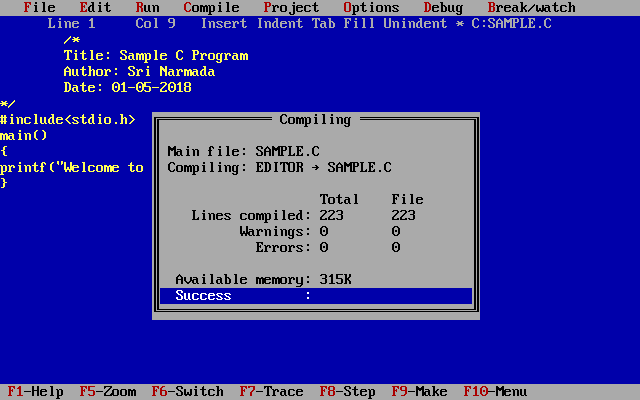 File Edit Run Compile Project Options Debug Break/watch
Line 1 Col 9 Insert Indent Tab Fill Unindent * C:SAMPLE.C
/*
Title: Sample C Program
Author: Sri Narmada
Date: 01-05-2018
*/
#include<stdio.h>
main()
{
printf("Welcome to
}
Compiling
Main file: SAMPLE.C
Compiling: EDITOR → SAMPLE.C
Total File
Lines compiled: 223 223
Warnings: 0 0
Errors: 0 0
Available memory: 315K
Success :
F1-Help F5-Zoom F6-Switch F7-Trace F8-Step F9-Make F10-Menu